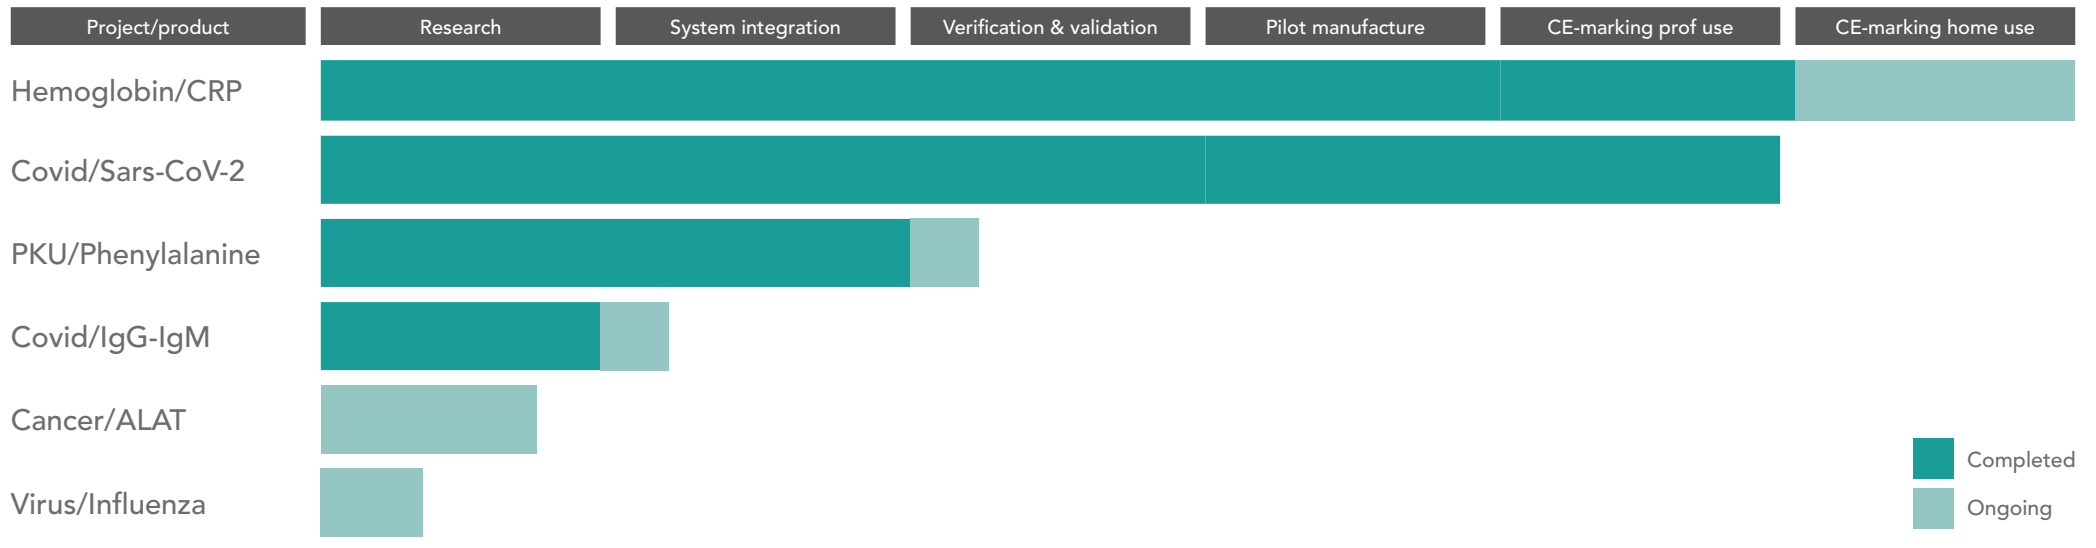 Project/product
Research
System integration
Verification & validation
Pilot manufacture
CE-marking prof use
CE-marking home use
Hemoglobin/CRP
Covid/Sars-CoV-2
PKU/Phenylalanine
Covid/IgG-IgM
Cancer/ALAT
Virus/Influenza
Completed
Ongoing